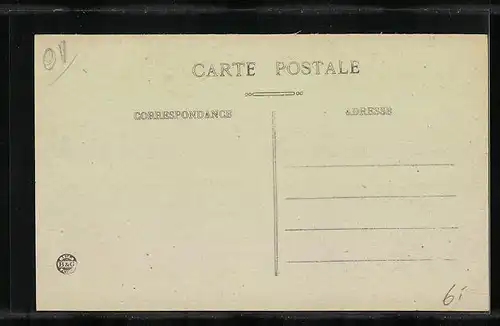 01
CARTE POSTALE
CORRESPONDANCE
ADRESSE
B&G
6.-